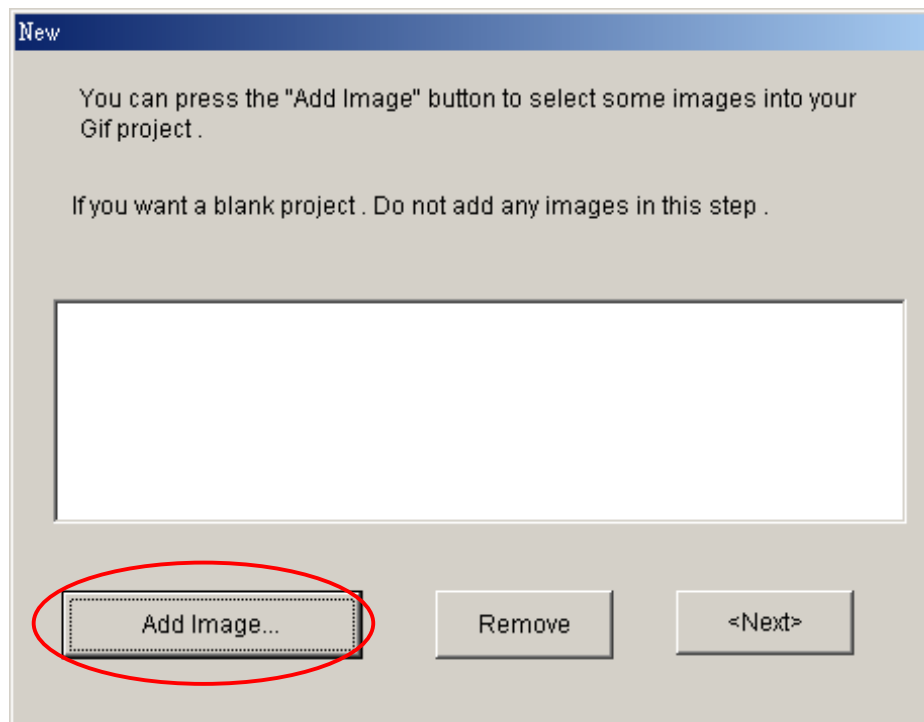 New
You can press the "Add Image" button to select some images into your
Gif project .
If you want a blank project . Do not add any images in this step .
Add Image...
Remove
<Next>